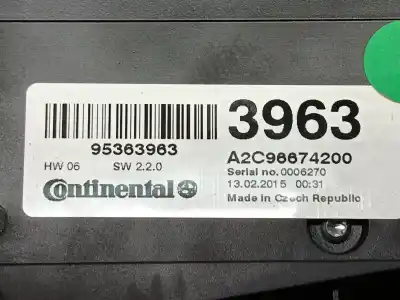 95363963
HW 06 SW 2.2.0
Continental
3963
A2C96674200
Serial no. 0006270
13.02.2015 00:31
Made in Czech Republic